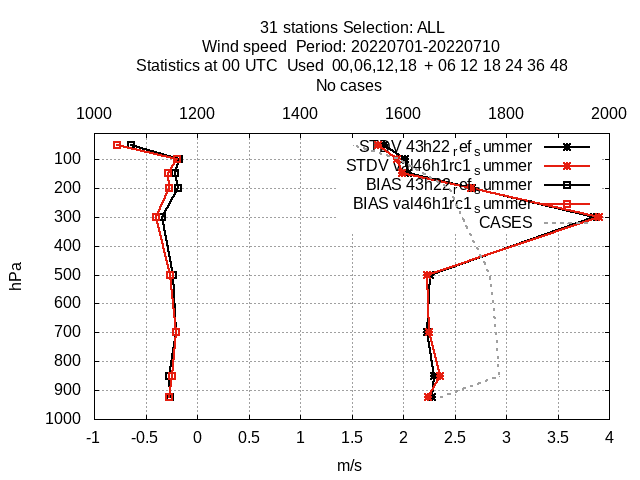 31 stations Selection: ALL
Wind speed  Period: 20220701-20220710
Statistics at 00 UTC  Used  00,06,12,18  + 06 12 18 24 36 48
No cases
1000 1200 1400 1600 1800 2000
STDV 43h22_ref_summer
100
STDV val46h1rc1_summer
BIAS 43h22_ref_summer
200
BIAS val46h1rc1_summer
300
CASES
400
hPa
500
600
700
800
900
1000
-1 -0.5 0 0.5 1 1.5 2 2.5 3 3.5 4
m/s